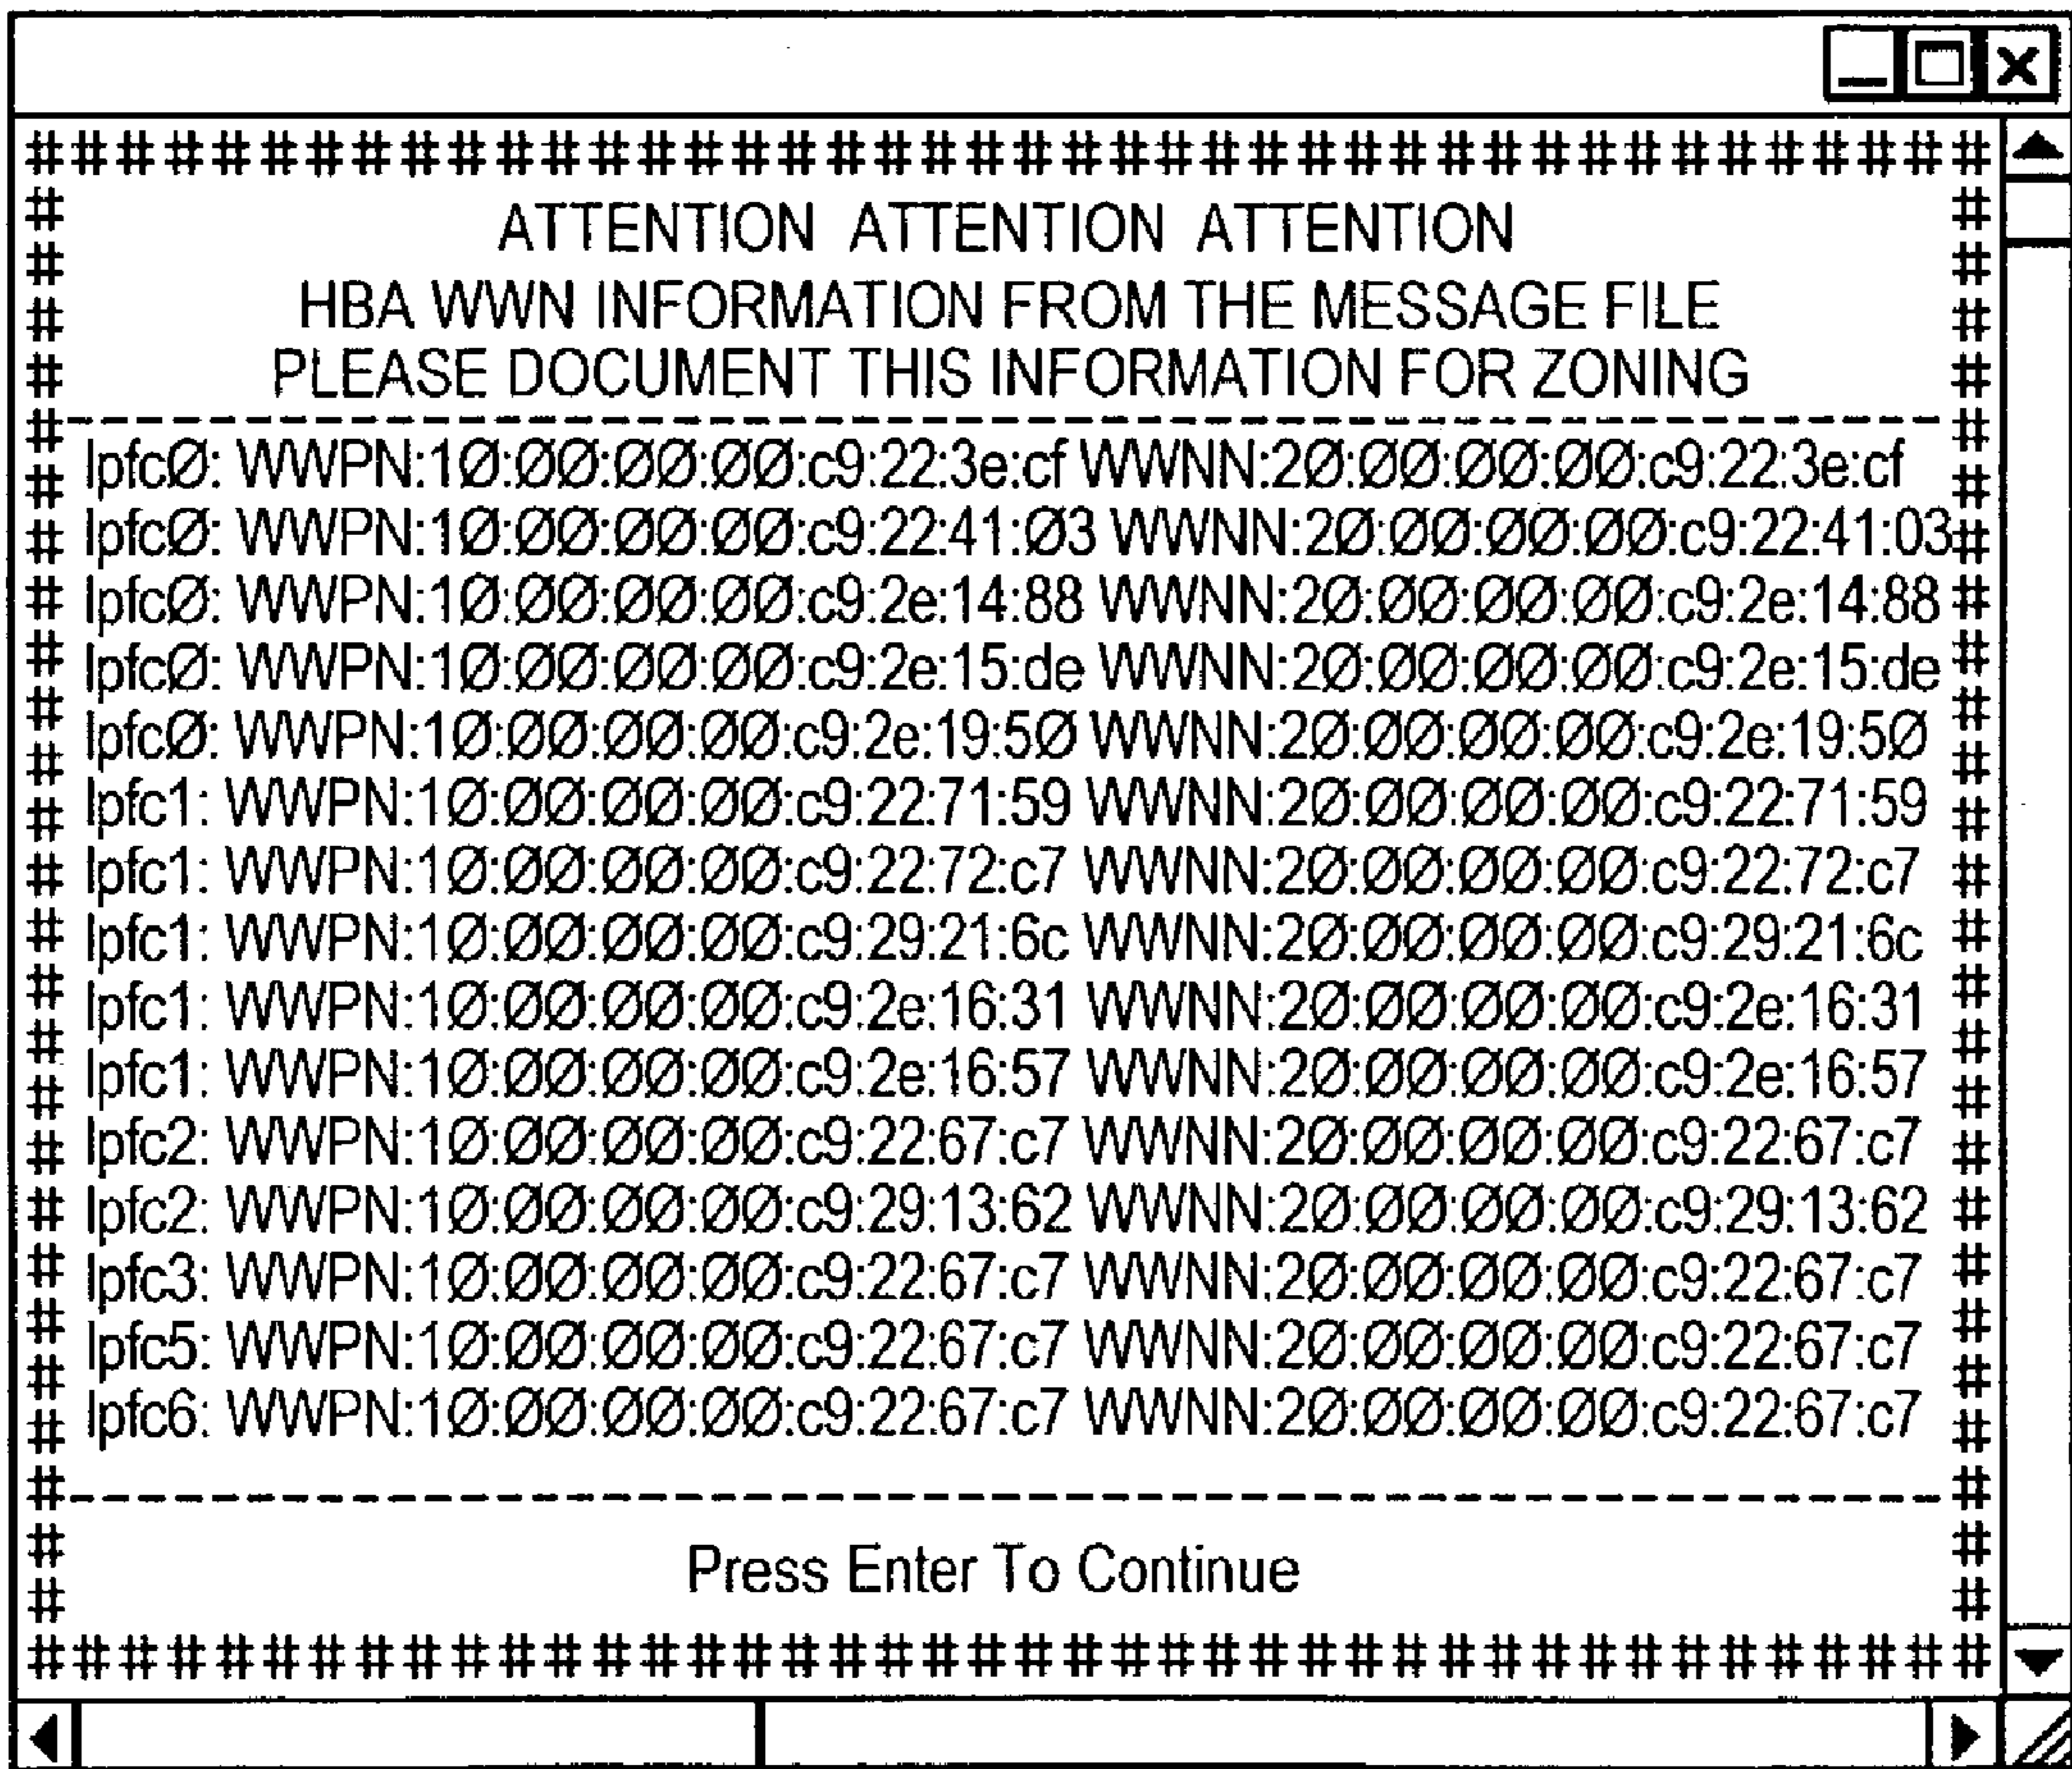 ##########################################
ATTENTION ATTENTION ATTENTION
HBA WWN INFORMATION FROM THE MESSAGE FILE
PLEASE DOCUMENT THIS INFORMATION FOR ZONING
----------------------------------------
lpfcØ: WWPN:1Ø:ØØ:ØØ:ØØ:c9:22:3e:cf WWNN:2Ø:ØØ:ØØ:ØØ:c9:22:3e:cf
lpfcØ: WWPN:1Ø:ØØ:ØØ:ØØ:c9:22:41:Ø3 WWNN:2Ø:ØØ:ØØ:ØØ:c9:22:41:03
lpfcØ: WWPN:1Ø:ØØ:ØØ:ØØ:c9:2e:14:88 WWNN:2Ø:ØØ:ØØ:ØØ:c9:2e:14:88
lpfcØ: WWPN:1Ø:ØØ:ØØ:ØØ:c9:2e:15:de WWNN:2Ø:ØØ:ØØ:ØØ:c9:2e:15:de
lpfcØ: WWPN:1Ø:ØØ:ØØ:ØØ:c9:2e:19:5Ø WWNN:2Ø:ØØ:ØØ:ØØ:c9:2e:19:5Ø
lpfc1: WWPN:1Ø:ØØ:ØØ:ØØ:c9:22:71:59 WWNN:2Ø:ØØ:ØØ:ØØ:c9:22:71:59
lpfc1: WWPN:1Ø:ØØ:ØØ:ØØ:c9:22:72:c7 WWNN:2Ø:ØØ:ØØ:ØØ:c9:22:72:c7
lpfc1: WWPN:1Ø:ØØ:ØØ:ØØ:c9:29:21:6c WWNN:2Ø:ØØ:ØØ:ØØ:c9:29:21:6c
lpfc1: WWPN:1Ø:ØØ:ØØ:ØØ:c9:2e:16:31 WWNN:2Ø:ØØ:ØØ:ØØ:c9:2e:16:31
lpfc1: WWPN:1Ø:ØØ:ØØ:ØØ:c9:2e:16:57 WWNN:2Ø:ØØ:ØØ:ØØ:c9:2e:16:57
lpfc2: WWPN:1Ø:ØØ:ØØ:ØØ:c9:22:67:c7 WWNN:2Ø:ØØ:ØØ:ØØ:c9:22:67:c7
lpfc2: WWPN:1Ø:ØØ:ØØ:ØØ:c9:29:13:62 WWNN:2Ø:ØØ:ØØ:ØØ:c9:29:13:62
lpfc3: WWPN:1Ø:ØØ:ØØ:ØØ:c9:22:67:c7 WWNN:2Ø:ØØ:ØØ:ØØ:c9:22:67:c7
lpfc5: WWPN:1Ø:ØØ:ØØ:ØØ:c9:22:67:c7 WWNN:2Ø:ØØ:ØØ:ØØ:c9:22:67:c7
lpfc6: WWPN:1Ø:ØØ:ØØ:ØØ:c9:22:67:c7 WWNN:2Ø:ØØ:ØØ:ØØ:c9:22:67:c7
----------------------------------------
Press Enter To Continue
##########################################